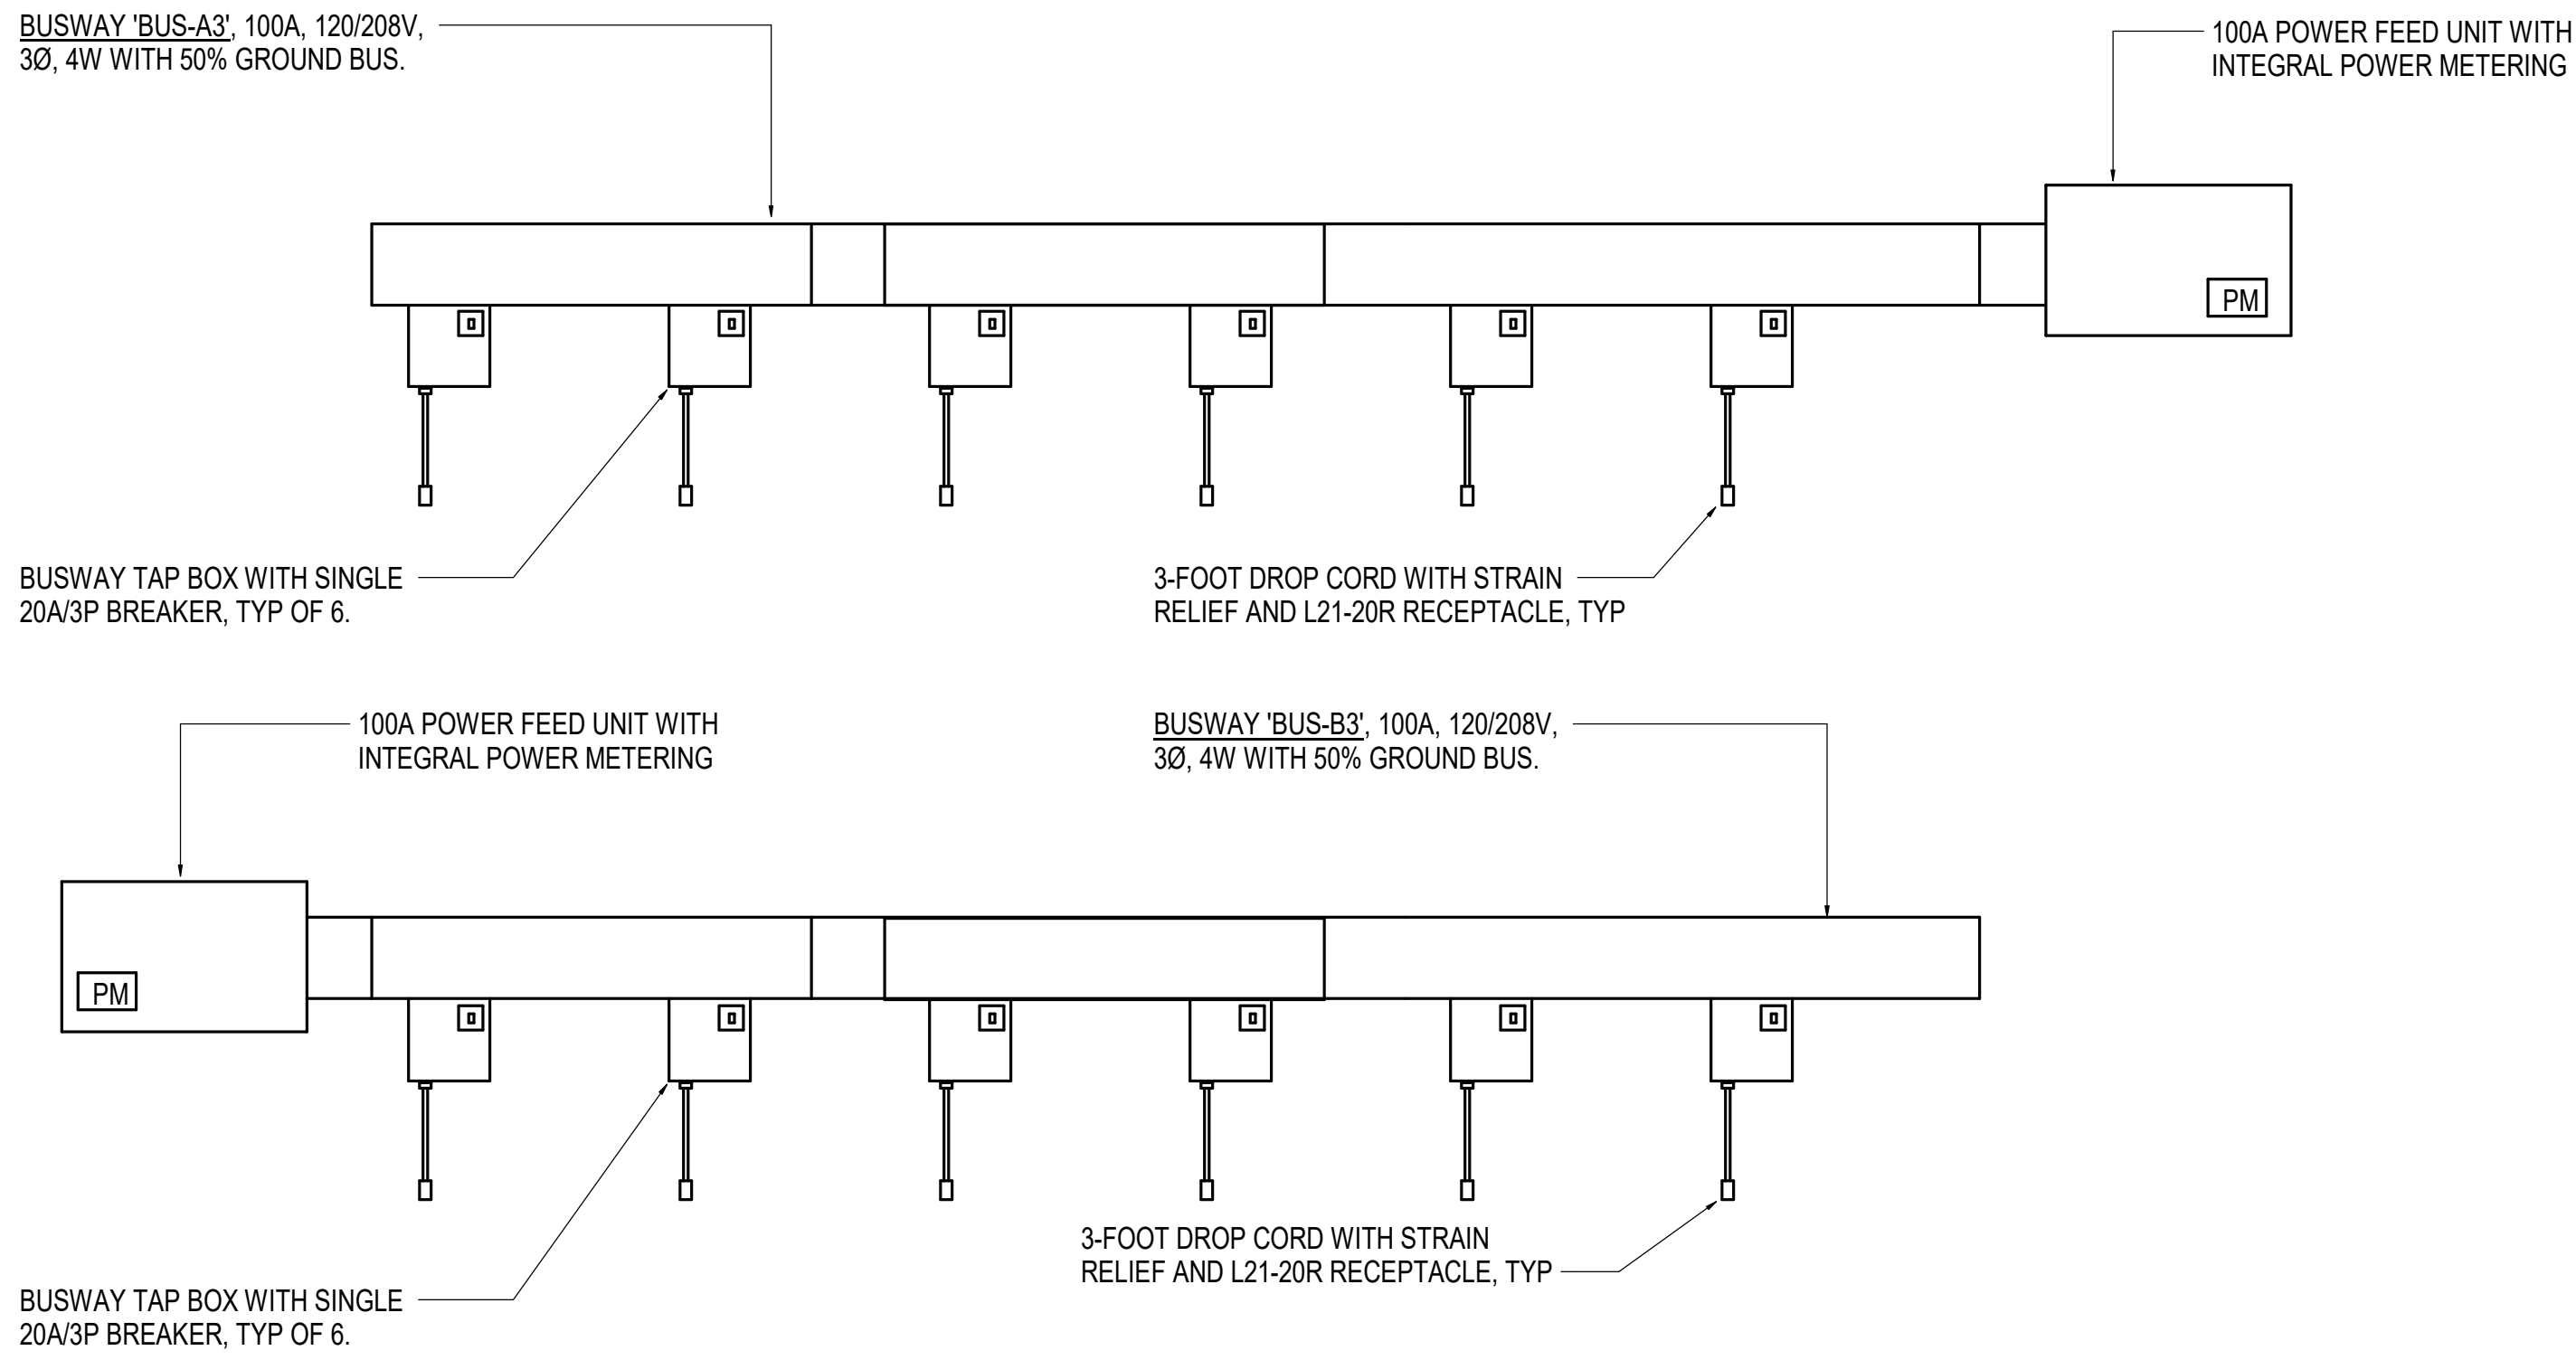 BUSWAY 'BUS-A3', 100A, 120/208V,
3Ø, 4W WITH 50% GROUND BUS.
100A POWER FEED UNIT WITH
INTEGRAL POWER METERING
PM
BUSWAY TAP BOX WITH SINGLE
20A/3P BREAKER, TYP OF 6.
3-FOOT DROP CORD WITH STRAIN
RELIEF AND L21-20R RECEPTACLE, TYP
100A POWER FEED UNIT WITH
INTEGRAL POWER METERING
BUSWAY 'BUS-B3', 100A, 120/208V,
3Ø, 4W WITH 50% GROUND BUS.
PM
3-FOOT DROP CORD WITH STRAIN
RELIEF AND L21-20R RECEPTACLE, TYP
BUSWAY TAP BOX WITH SINGLE
20A/3P BREAKER, TYP OF 6.